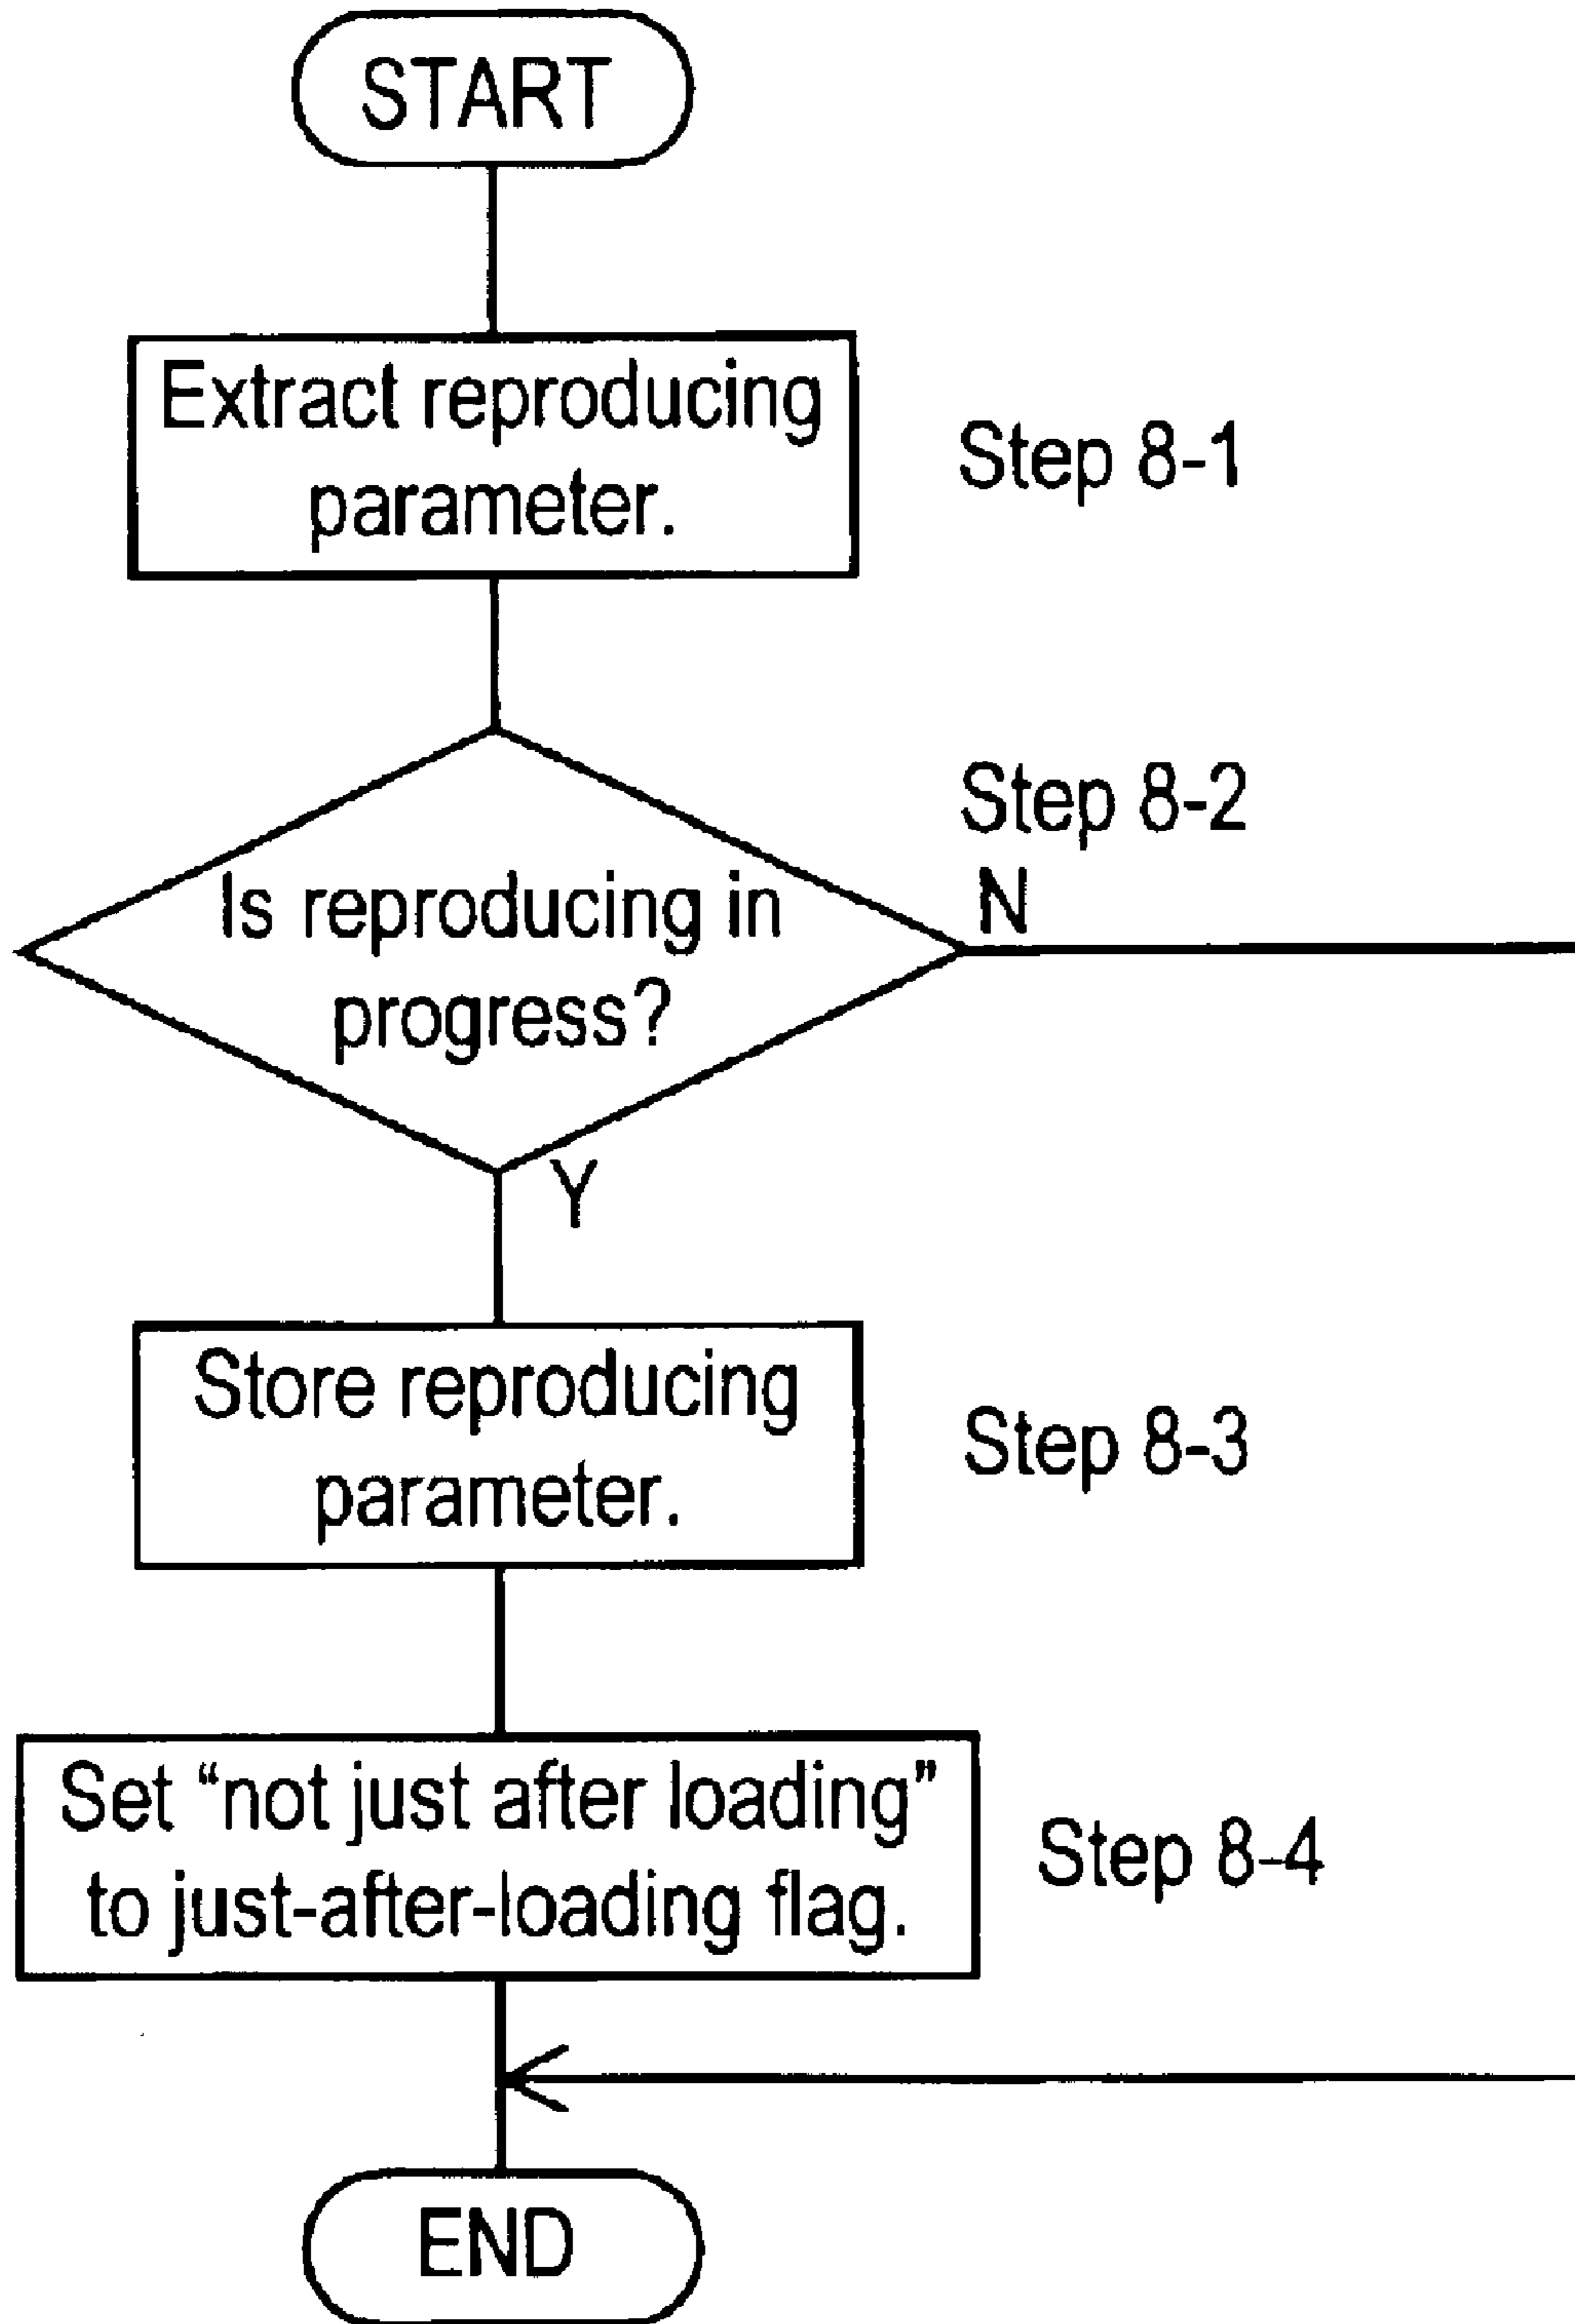 START
Extract reproducing
parameter.
Step 8-1
Step 8-2
Is reproducing in
progress?
N
Y
Store reproducing
parameter.
Step 8-3
Set “not just after loading”
to just-after-loading flag.
Step 8-4
END